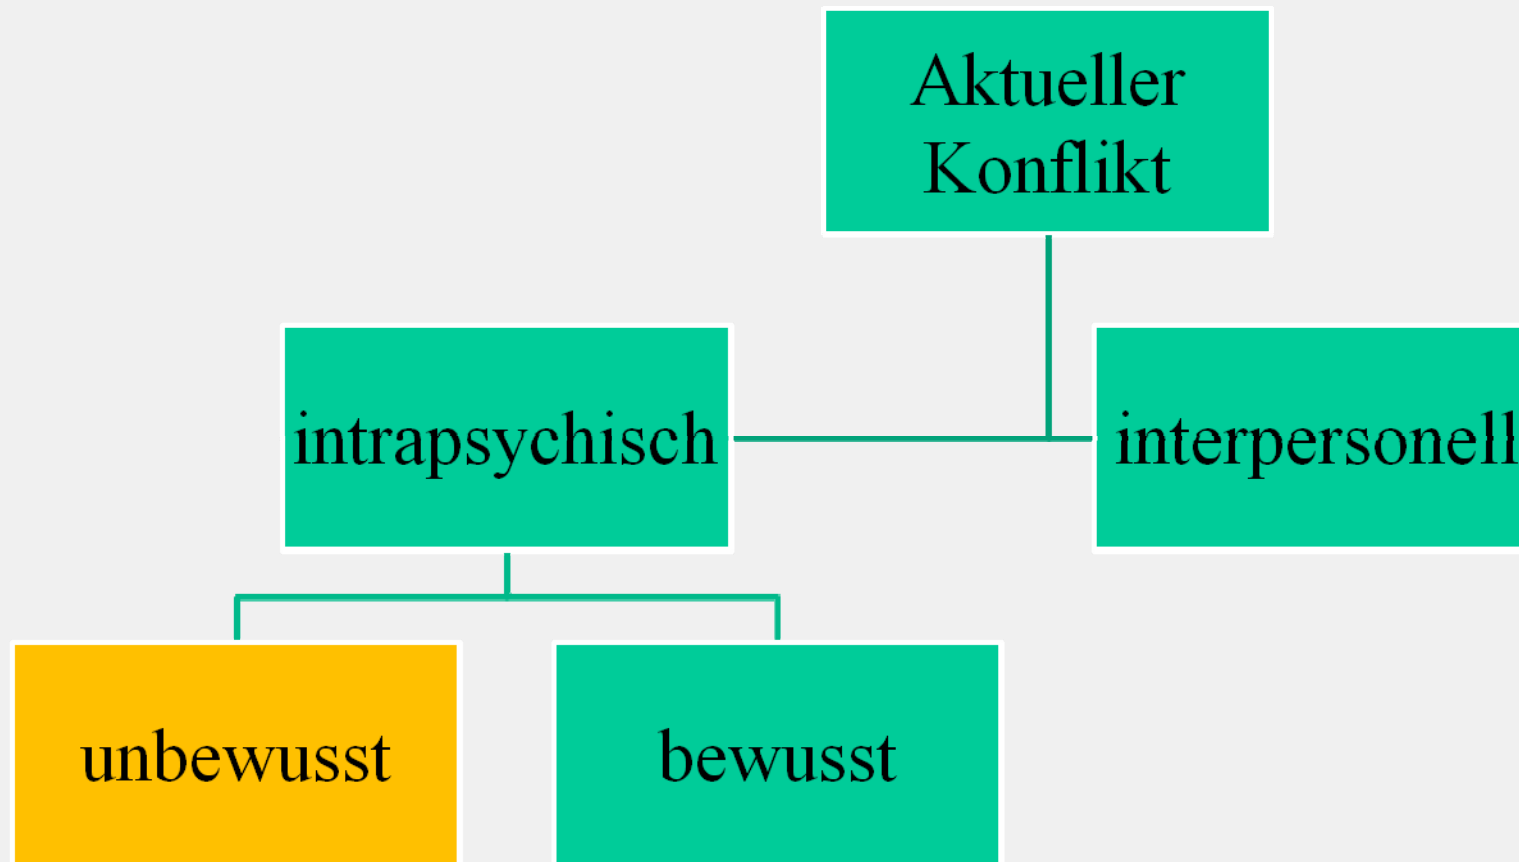 Aktueller
Konflikt
intrapsychisch
interpersonell
unbewusst
bewusst